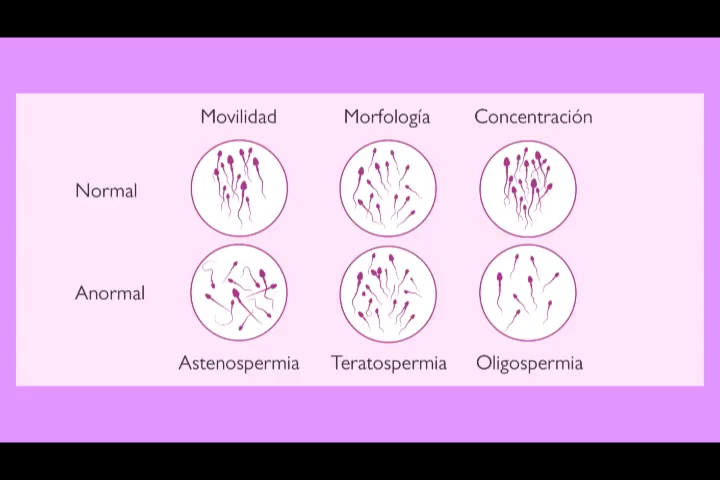 Movilidad Morfología Concentración
Normal
Anormal
Astenospermia Teratospermia Oligospermia